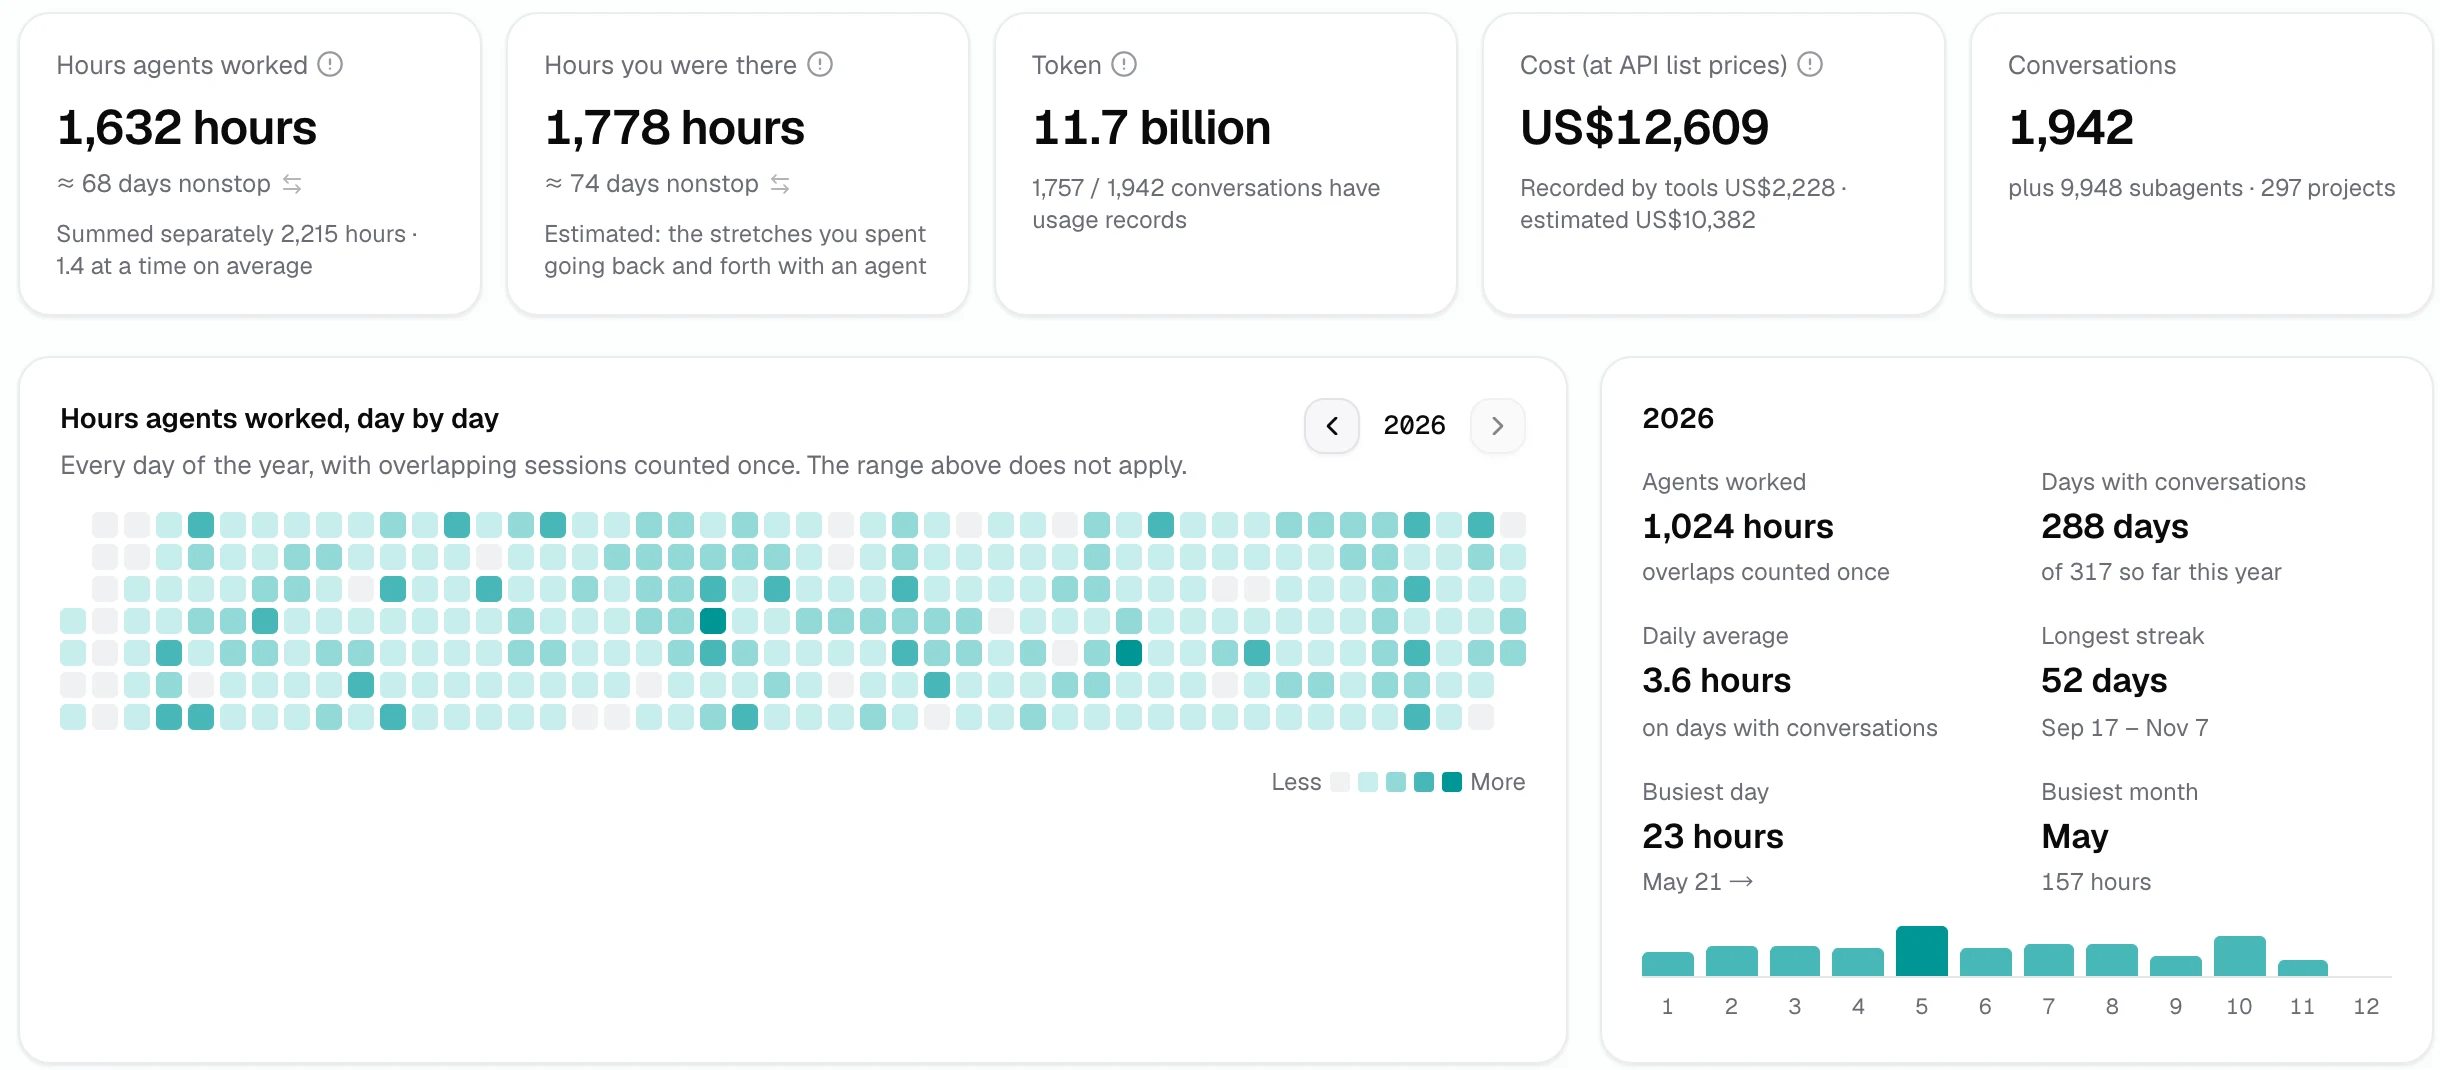 Hours agents worked
1,632 hours
≈ 68 days nonstop
Summed separately 2,215 hours ·
1.4 at a time on average
Hours you were there
1,778 hours
≈ 74 days nonstop
Estimated: the stretches you spent
going back and forth with an agent
Token
11.7 billion
1,757 / 1,942 conversations have
usage records
Cost (at API list prices)
US$12,609
Recorded by tools US$2,228 ·
estimated US$10,382
Conversations
1,942
plus 9,948 subagents · 297 projects
Hours agents worked, day by day
2026
Every day of the year, with overlapping sessions counted once. The range above does not apply.
Less More
2026
Agents worked
1,024 hours
overlaps counted once
Days with conversations
288 days
of 317 so far this year
Daily average
3.6 hours
on days with conversations
Longest streak
52 days
Sep 17 – Nov 7
Busiest day
23 hours
May 21 →
Busiest month
May
157 hours
1 2 3 4 5 6 7 8 9 10 11 12